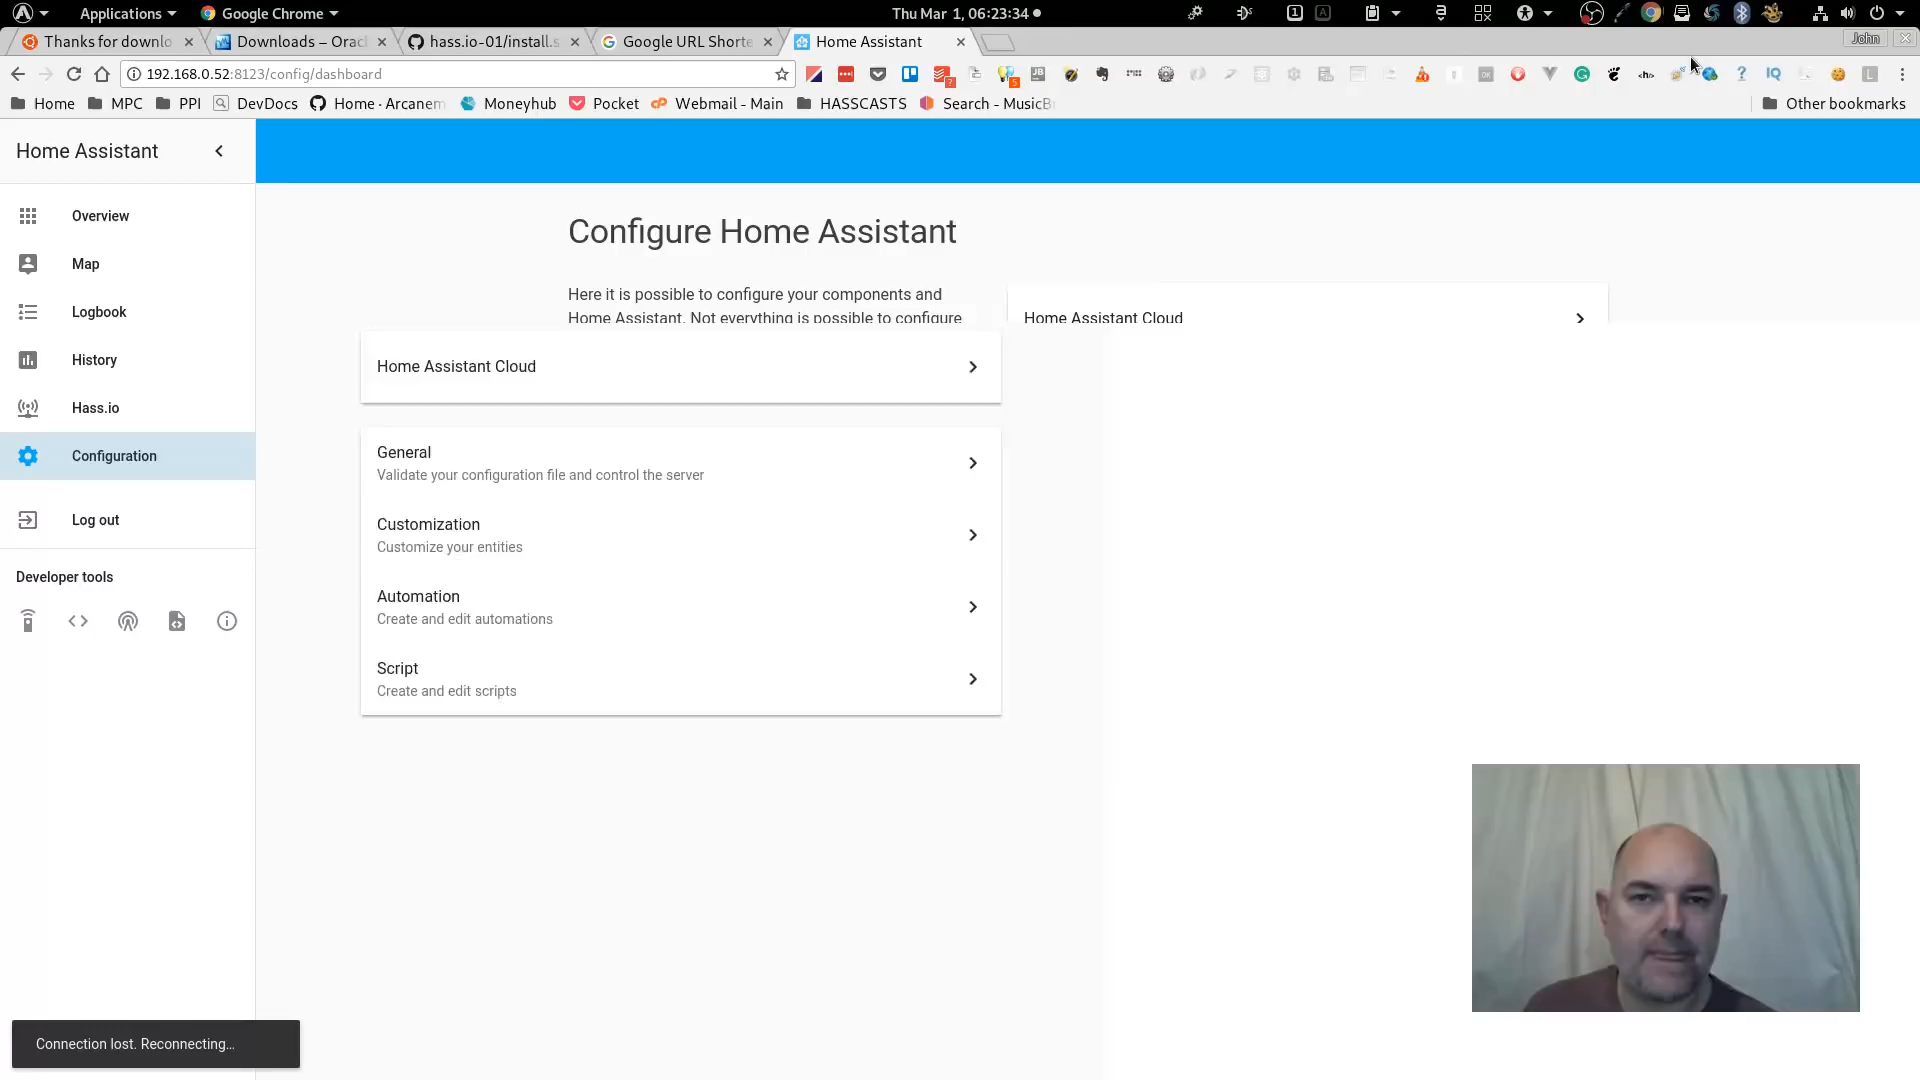 Applications
Google Chrome
Thu Mar 1, 06:23:34
1
A
Thanks for downlo
Downloads – Orac
hass.io-01/install.s
Google URL Shorte
Home Assistant
John
192.168.0.52:8123/config/dashboard
Home
MPC
PPI
DevDocs
Home · Arcanem
Moneyhub
Pocket
Webmail - Main
HASSCASTS
Search - MusicB
Other bookmarks
Home Assistant
Overview
Map
Logbook
History
Hass.io
Configuration
Log out
Developer tools
Configure Home Assistant
Here it is possible to configure your components and
Home Assistant. Not everything is possible to configure
Home Assistant Cloud
Home Assistant Cloud
General
Validate your configuration file and control the server
Customization
Customize your entities
Automation
Create and edit automations
Script
Create and edit scripts
Connection lost. Reconnecting…